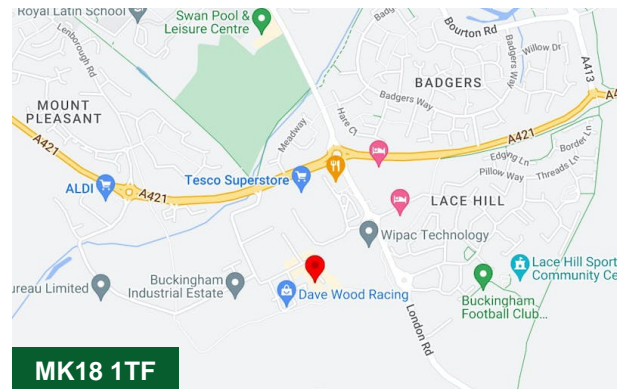 Royal Latin School
Swan Pool &
Leisure Centre
Bourton Rd
Lenborough Rd
Badgers
Way
Willow Dr
A413
BADGERS
MOUNT
PLEASANT
Badgers Way
Hare Ct
Meadway
A4
A421
A421
Edging Ln
Border Ln
Pillow Way
Threads Ln
Tesco Superstore
ALDI
A421
LACE HILL
Wipac Technology
Lace Hill Sport
Community Ce
Buckingham
Industrial Estate
ureau Limited
Dave Wood Racing
Buckingham
Football Club...
London Rd
MK18 1TF